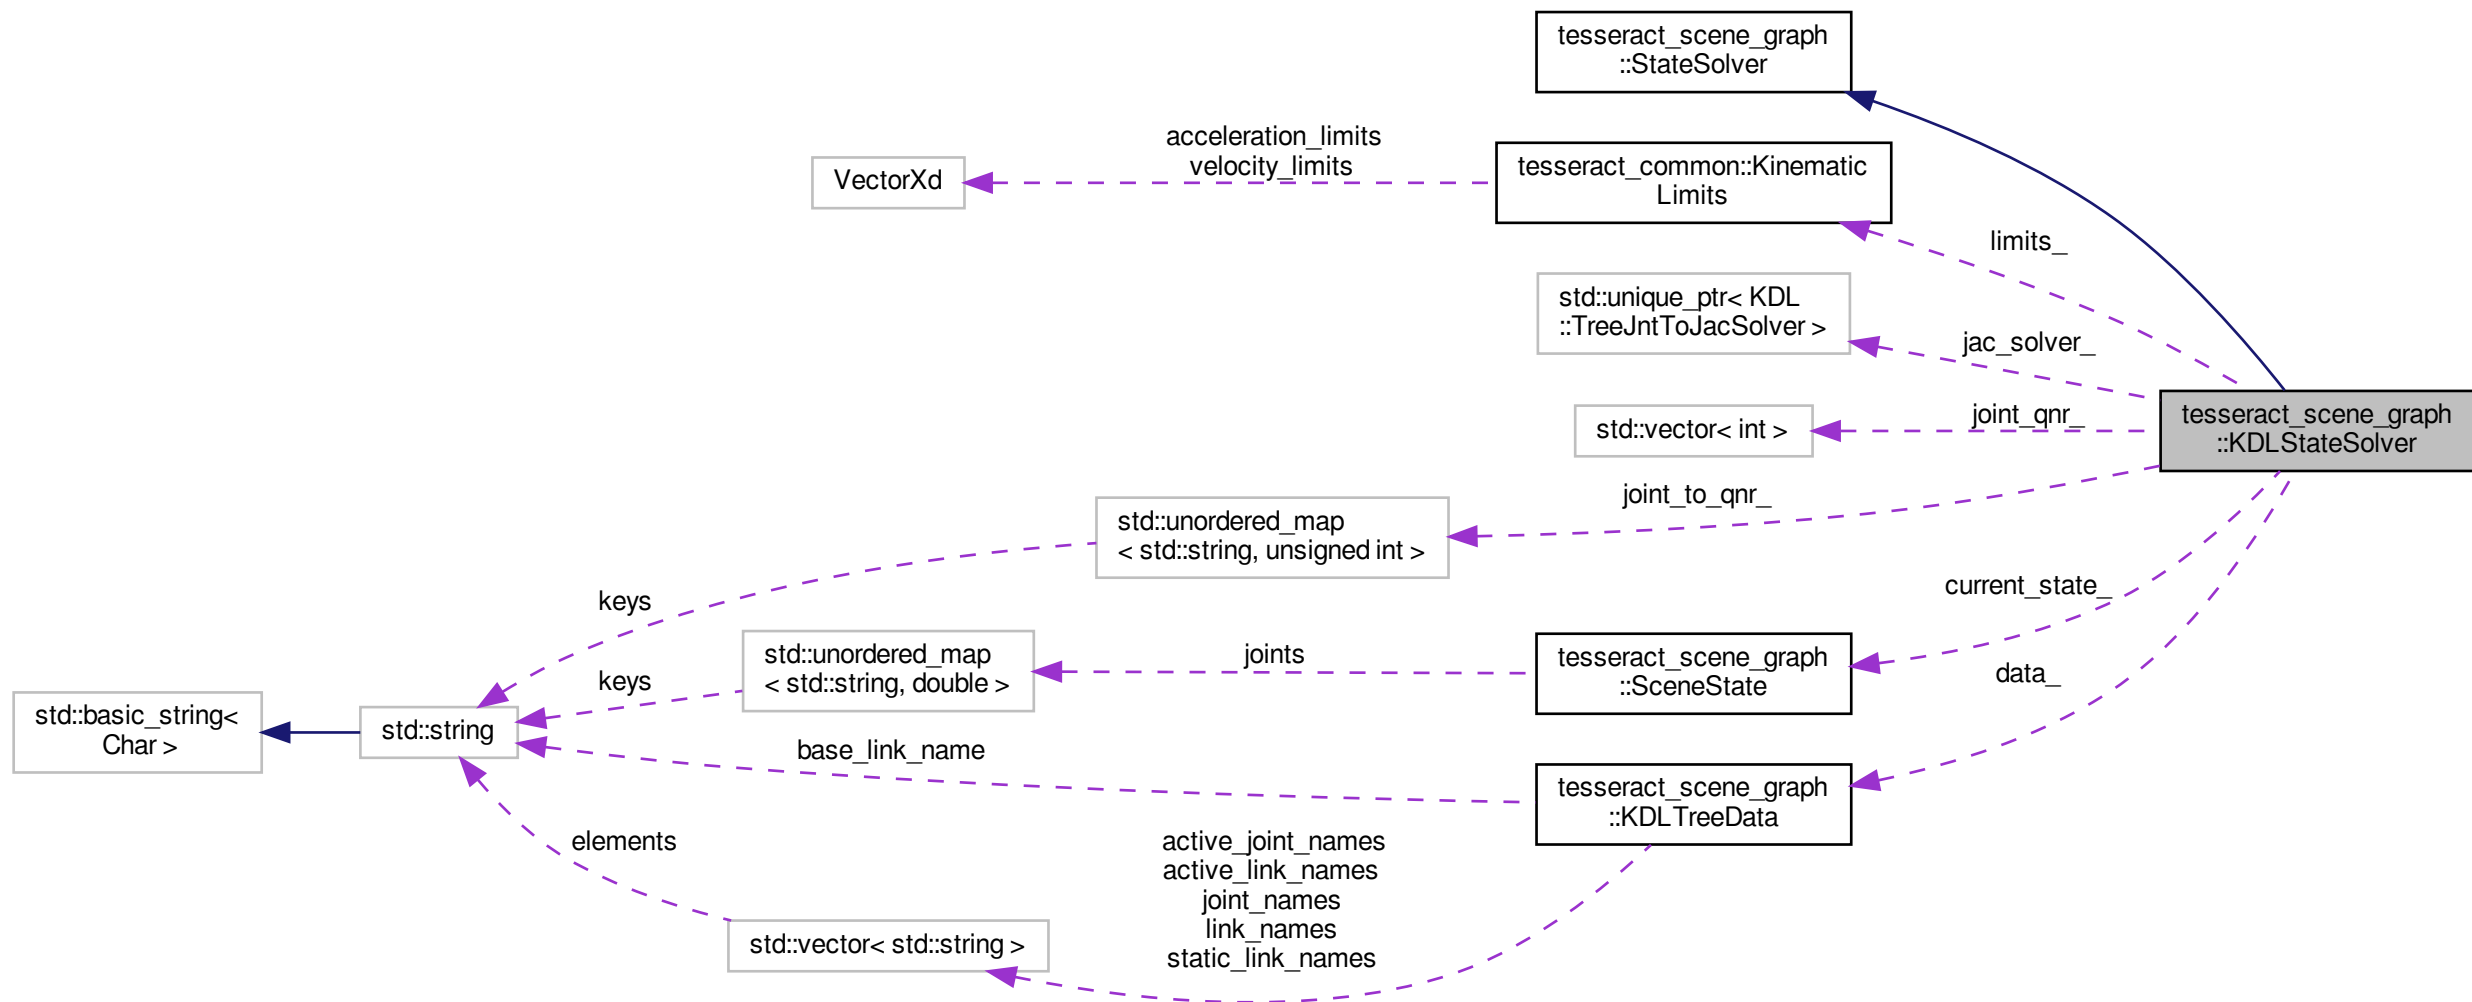 tesseract_scene_graph
::StateSolver
acceleration_limits
velocity_limits
VectorXd
tesseract_common::Kinematic
Limits
limits_
std::unique_ptr< KDL
::TreeJntToJacSolver >
jac_solver_
std::vector< int >
joint_qnr_
tesseract_scene_graph
::KDLStateSolver
joint_to_qnr_
std::unordered_map
< std::string, unsigned int >
keys
current_state_
std::unordered_map
< std::string, double >
joints
tesseract_scene_graph
::SceneState
keys
data_
std::basic_string<
Char >
std::string
base_link_name
tesseract_scene_graph
::KDLTreeData
elements
active_joint_names
active_link_names
joint_names
link_names
static_link_names
std::vector< std::string >